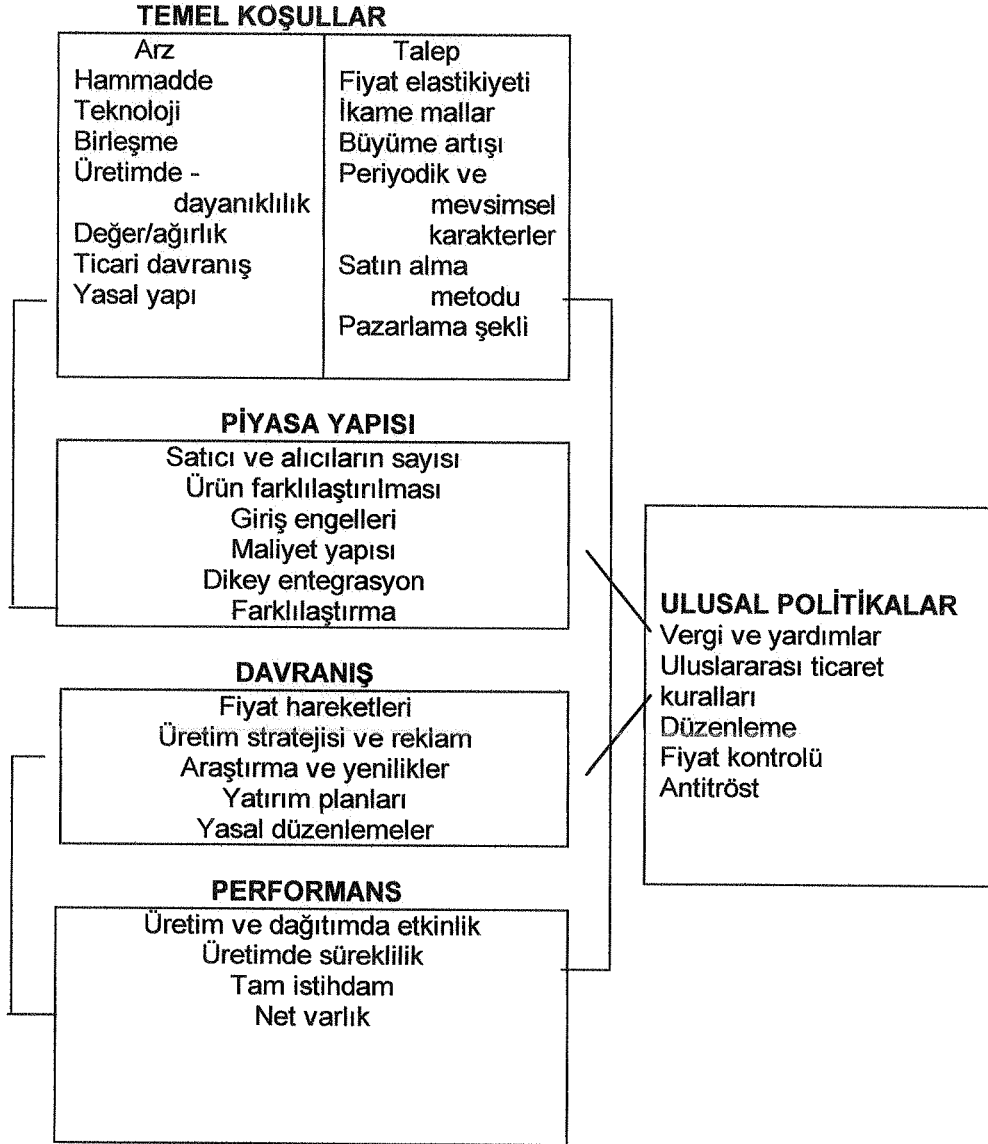 TEMEL KOŞULLAR
Arz
Hammadde
Teknoloji
Birleşme
Üretimde -
dayanıklılık
Değer/ağırlık
Ticari davranış
Yasal yapı
Talep
Fiyat elastikiyeti
İkame mallar
Büyüme artışı
Periyodik ve
mevsimsel
karakterler
Satın alma
metodu
Pazarlama şekli
PİYASA YAPISI
Satıcı ve alıcıların sayısı
Ürün farklılaştırılması
Giriş engelleri
Maliyet yapısı
Dikey entegrasyon
Farklılaştırma
DAVRANIŞ
Fiyat hareketleri
Üretim stratejisi ve reklam
Araştırma ve yenilikler
Yatırım planları
Yasal düzenlemeler
PERFORMANS
Üretim ve dağıtımda etkinlik
Üretimde süreklilik
Tam istihdam
Net varlık
ULUSAL POLİTİKALAR
Vergi ve yardımlar
Uluslararası ticaret
kuralları
Düzenleme
Fiyat kontrolü
Antitröst